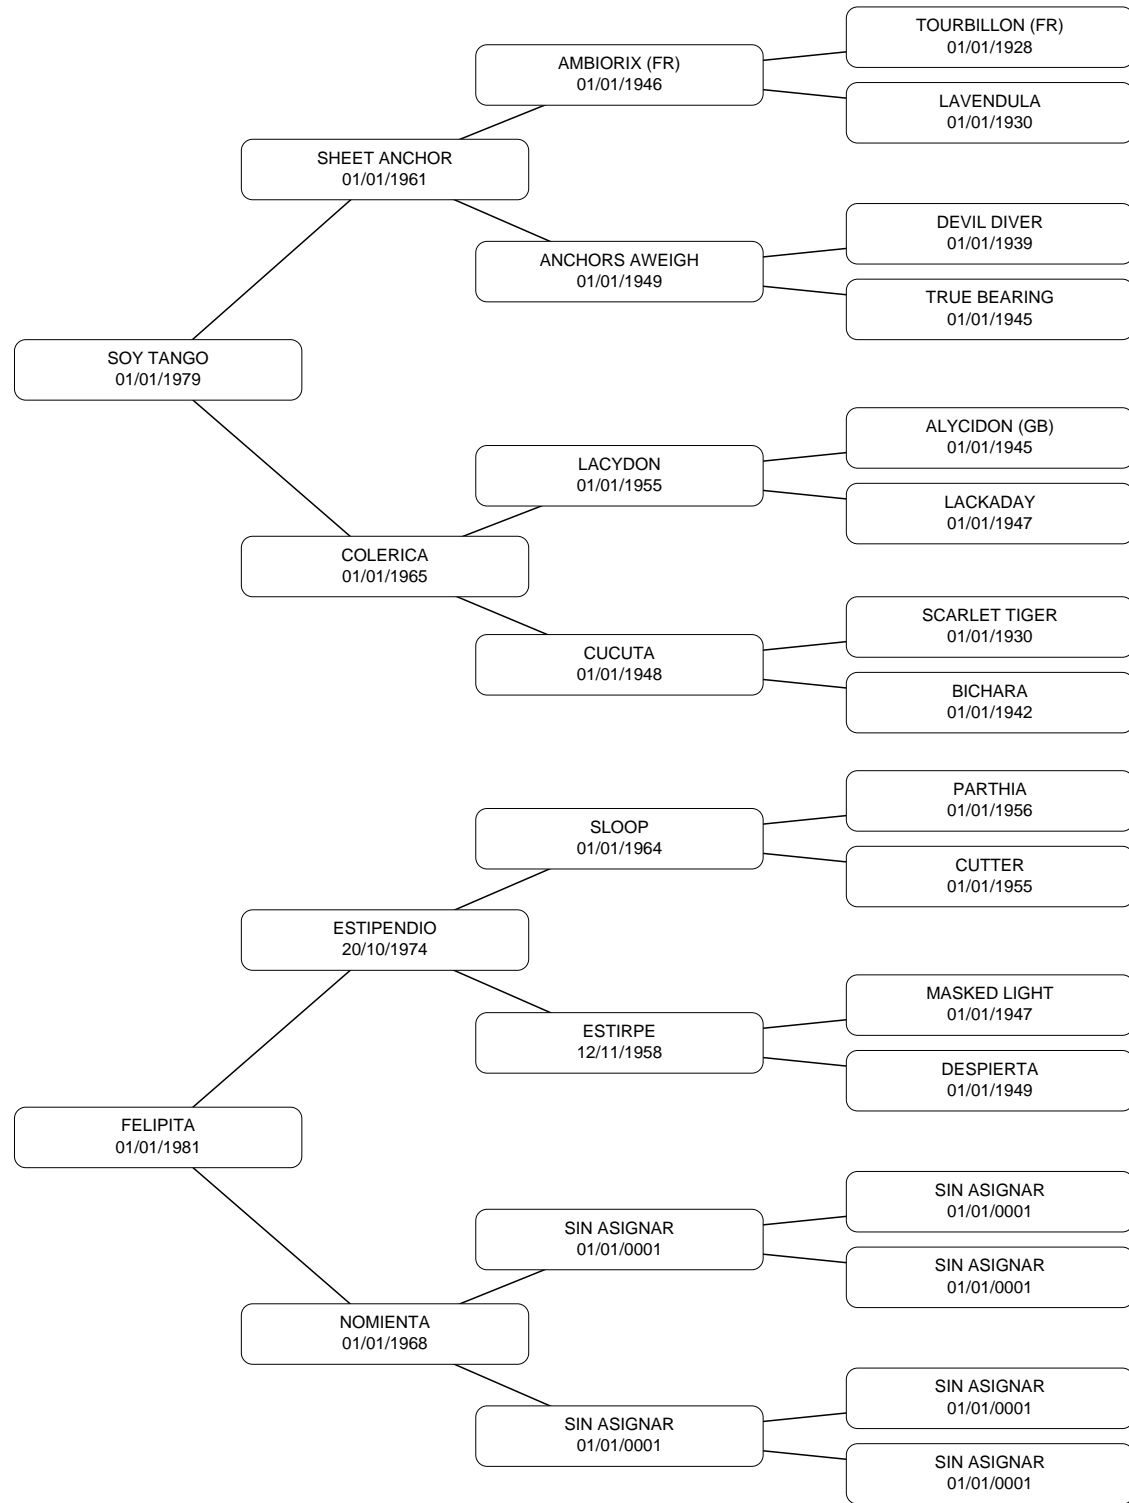 TOURBILLON (FR)
01/01/1928
AMBIORIX (FR)
01/01/1946
LAVENDULA
01/01/1930
SHEET ANCHOR
01/01/1961
DEVIL DIVER
01/01/1939
ANCHORS AWEIGH
01/01/1949
TRUE BEARING
01/01/1945
SOY TANGO
01/01/1979
ALYCIDON (GB)
01/01/1945
LACYDON
01/01/1955
LACKADAY
01/01/1947
COLERICA
01/01/1965
SCARLET TIGER
01/01/1930
CUCUTA
01/01/1948
BICHARA
01/01/1942
PARTHIA
01/01/1956
SLOOP
01/01/1964
CUTTER
01/01/1955
ESTIPENDIO
20/10/1974
MASKED LIGHT
01/01/1947
ESTIRPE
12/11/1958
DESPIERTA
01/01/1949
FELIPITA
01/01/1981
SIN ASIGNAR
01/01/0001
SIN ASIGNAR
01/01/0001
SIN ASIGNAR
01/01/0001
NOMIENTA
01/01/1968
SIN ASIGNAR
01/01/0001
SIN ASIGNAR
01/01/0001
SIN ASIGNAR
01/01/0001